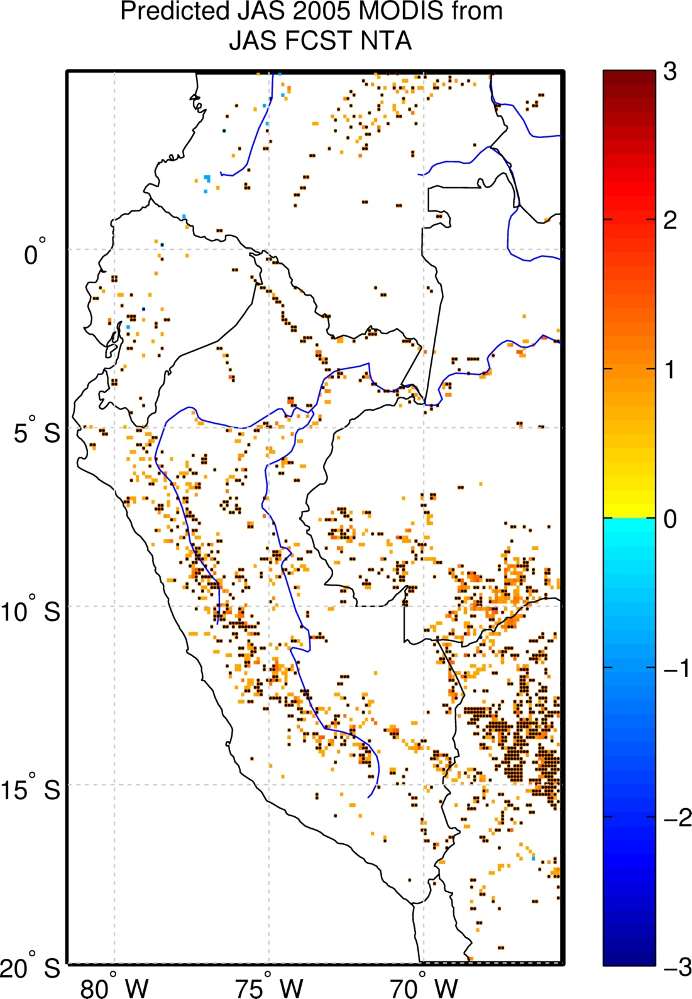 Predicted JAS 2005 MODIS from
JAS FCST NTA
3
2
1
0
−1
−2
−3
0°
5° S
10° S
15° S
20° S
80° W
75° W
70° W